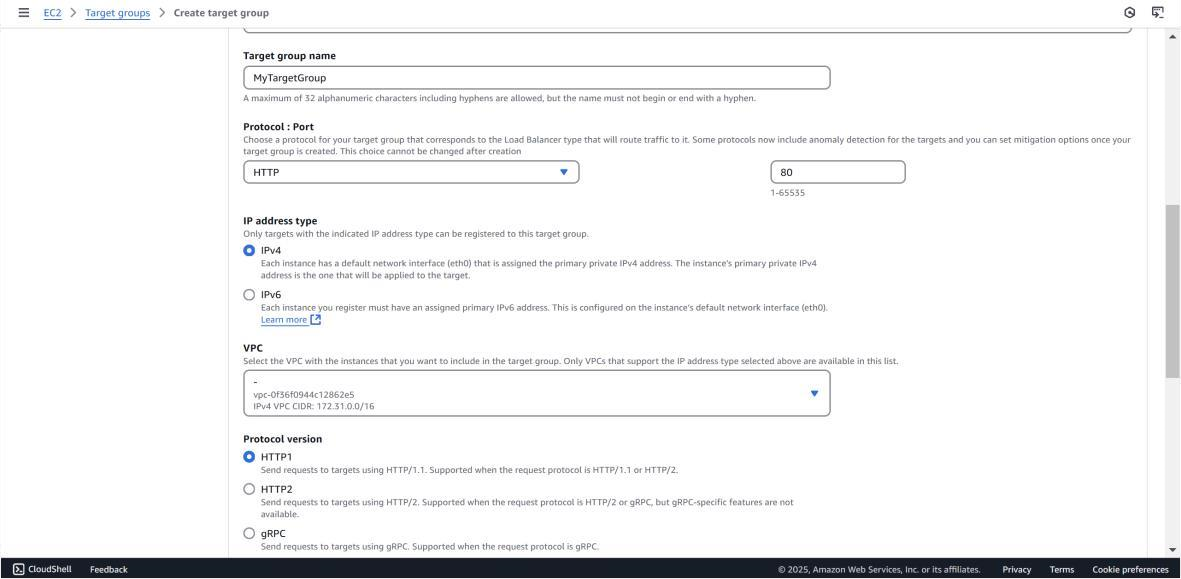 EC2 > Target groups > Create target group
Target group name
MyTargetGroup
A maximum of 32 alphanumeric characters including hyphens are allowed, but the name must not begin or end with a hyphen.
Protocol : Port
Choose a protocol for your target group that corresponds to the Load Balancer type that will route traffic to it. Some protocols now include anomaly detection for the targets and you can set mitigation options once your
target group is created. This choice cannot be changed after creation
HTTP 80
1-65535
IP address type
Only targets with the indicated IP address type can be registered to this target group.
IPv4
Each instance has a default network interface (eth0) that is assigned the primary private IPv4 address. The instance's primary private IPv4
address is the one that will be applied to the target.
IPv6
Each instance you register must have an assigned primary IPv6 address. This is configured on the instance's default network interface (eth0).
Learn more
VPC
Select the VPC with the instances that you want to include in the target group. Only VPCs that support the IP address type selected above are available in this list.
-
vpc-0f36f0944c12862e5
IPv4 VPC CIDR: 172.31.0.0/16
Protocol version
HTTP1
Send requests to targets using HTTP/1.1. Supported when the request protocol is HTTP/1.1 or HTTP/2.
HTTP2
Send requests to targets using HTTP/2. Supported when the request protocol is HTTP/2 or gRPC, but gRPC-specific features are not
available.
gRPC
Send requests to targets using gRPC. Supported when the request protocol is gRPC.
CloudShell Feedback © 2025, Amazon Web Services, Inc. or its affiliates. Privacy Terms Cookie preferences